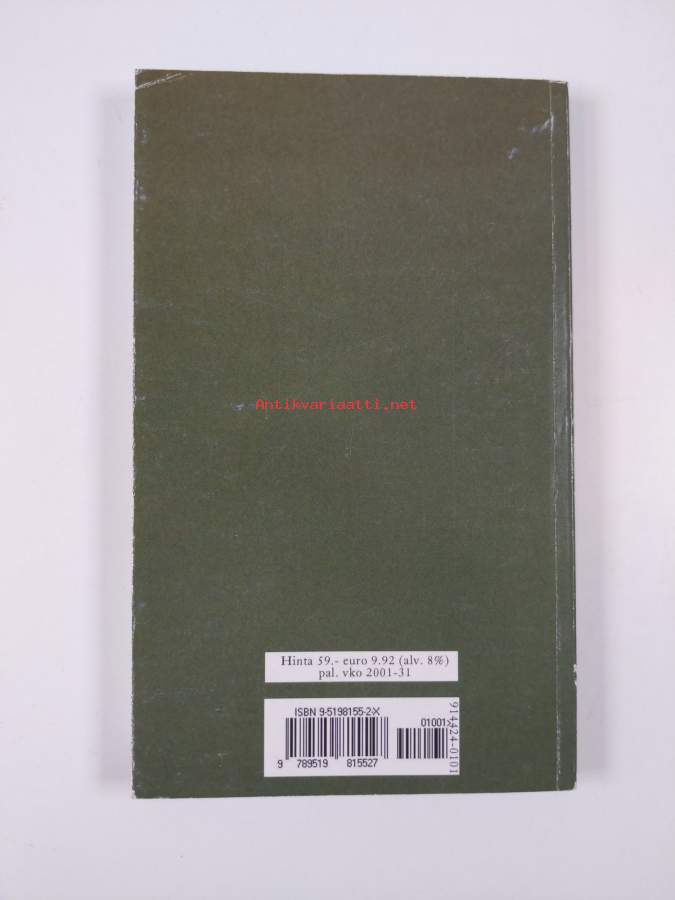 Antikvariaatti.net
Hinta 59.- euro 9.92 (alv. 8%)
pal. vko 2001-31
ISBN 9-5198155-2-X
01001>
914424-0101
9 789519 815527